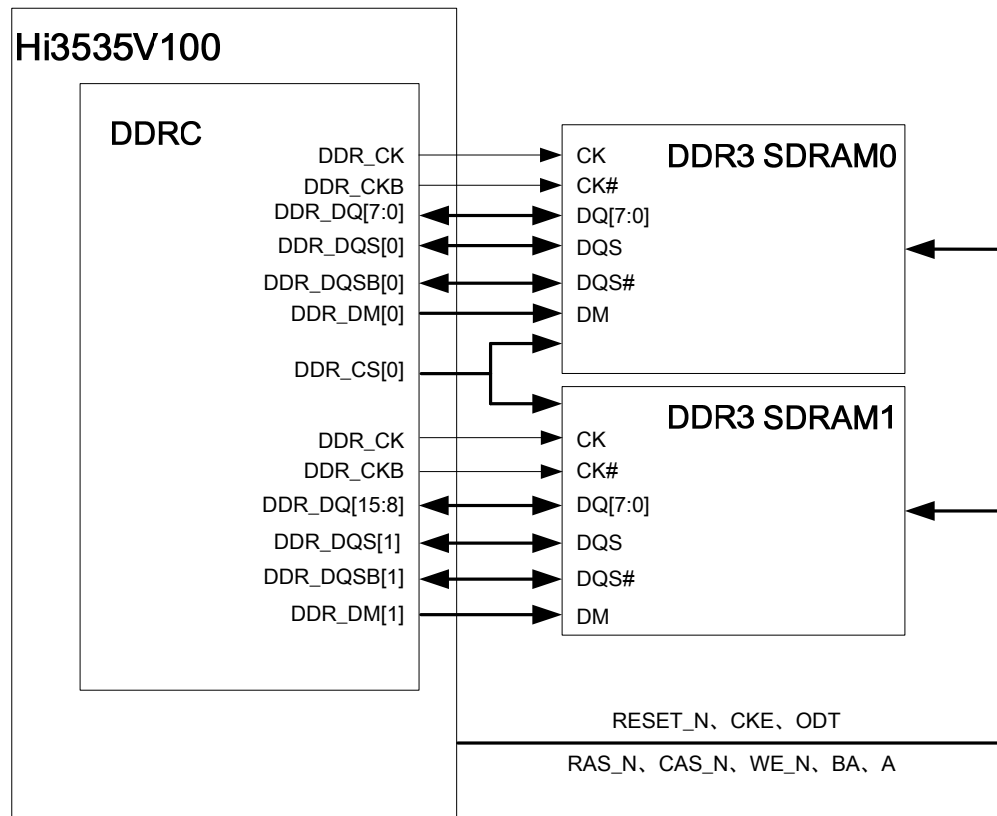 Hi3535V100
DDRC
DDR_CK
DDR_CKB
DDR_DQ[7:0]
DDR_DQS[0]
DDR_DQSB[0]
DDR_DM[0]
DDR_CS[0]
DDR_CK
DDR_CKB
DDR_DQ[15:8]
DDR_DQS[1]
DDR_DQSB[1]
DDR_DM[1]
DDR3 SDRAM0
CK
CK#
DQ[7:0]
DQS
DQS#
DM
DDR3 SDRAM1
CK
CK#
DQ[7:0]
DQS
DQS#
DM
RESET_N、CKE、ODT
RAS_N、CAS_N、WE_N、BA、A